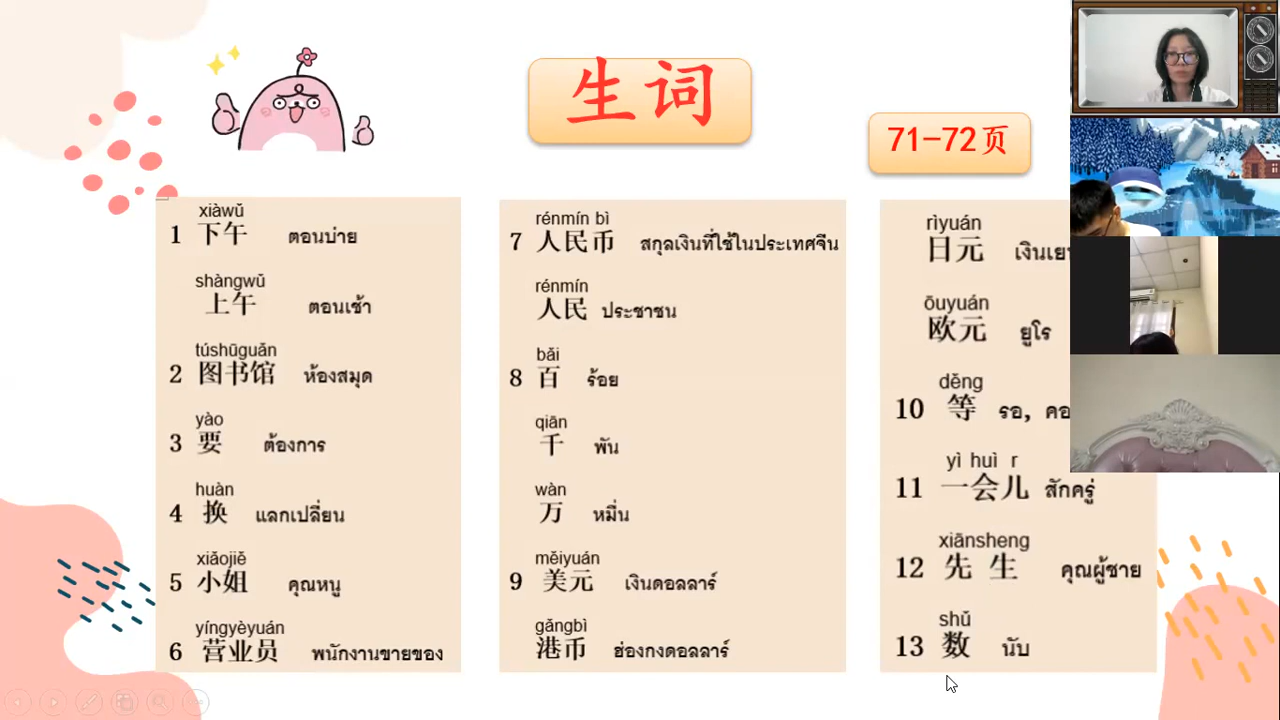 生词
71-72页
xiàwǔ
1 下午 ตอนบ่าย
shàngwǔ
上午 ตอนเช้า
túshūguǎn
2 图书馆 ห้องสมุด
yào
3 要 ต้องการ
huàn
4 换 แลกเปลี่ยน
xiǎojiě
5 小姐 คุณหนู
yíngyèyuán
6 营业员 พนักงานขายของ
rénmín bì
7 人民币 สกุลเงินที่ใช้ในประเทศจีน
rénmín
人民 ประชาชน
bǎi
8 百 ร้อย
qiān
千 พัน
wàn
万 หมื่น
měiyuán
9 美元 เงินดอลลาร์
gǎngbì
港币 ฮ่องกงดอลลาร์
rìyuán
日元
ōuyuán
欧元 ยูโร
děng
10 等 รอ,
yì huì r
11 一会儿 สักครู่
xiānsheng
12 先生 คุณผู้ชาย
shǔ
13 数 นับ